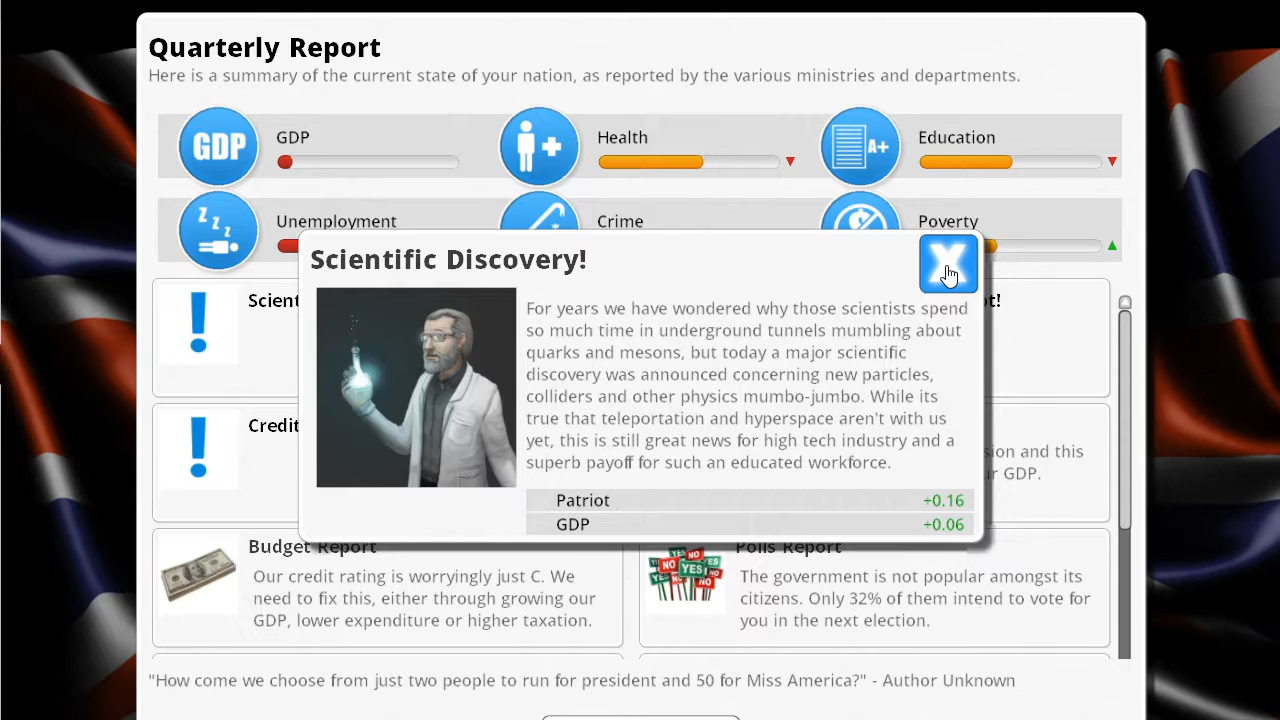 Quarterly Report
Here is a summary of the current state of your nation, as reported by the various ministries and departments.
GDP
GDP
Health
A+
Education
Z Z Z
Unemployment
Crime
Poverty
Scientific Discovery!
X
For years we have wondered why those scientists spend
so much time in underground tunnels mumbling about
quarks and mesons, but today a major scientific
discovery was announced concerning new particles,
colliders and other physics mumbo-jumbo. While its
true that teleportation and hyperspace aren't with us
yet, this is still great news for high tech industry and a
superb payoff for such an educated workforce.
Patriot +0.16
GDP +0.06
! Scient
! Credit
and this
GDP.
Budget Report
Our credit rating is worryingly just C. We
need to fix this, either through growing our
GDP, lower expenditure or higher taxation.
YES NO YES NO YES NO
Polls Report
The government is not popular amongst its
citizens. Only 32% of them intend to vote for
you in the next election.
"How come we choose from just two people to run for president and 50 for Miss America?" - Author Unknown